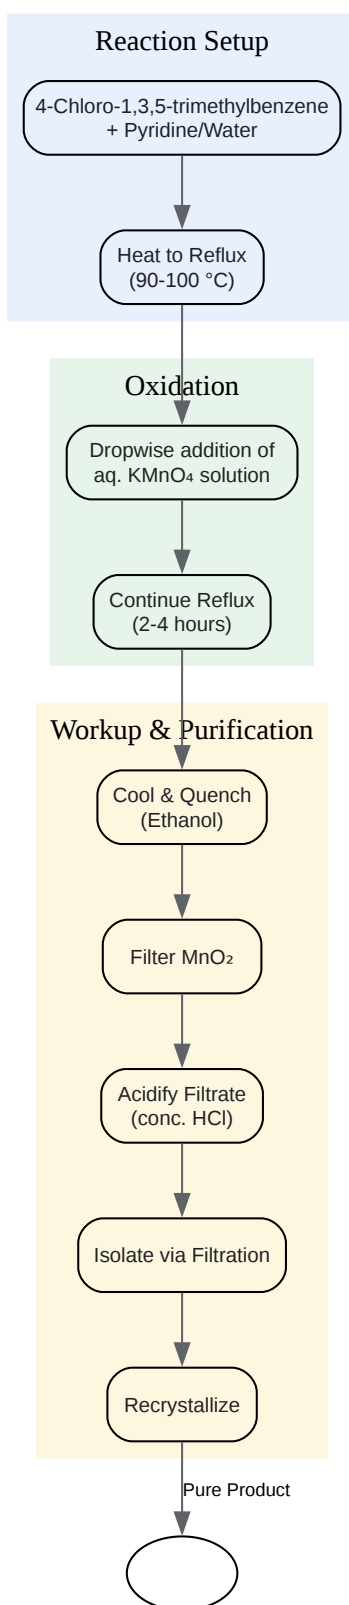 Reaction Setup
4-Chloro-1,3,5-trimethylbenzene
+ Pyridine/Water
Heat to Reflux
(90-100 °C)
Oxidation
Dropwise addition of
aq. KMnO₄ solution
Continue Reflux
(2-4 hours)
Workup & Purification
Cool & Quench
(Ethanol)
Filter MnO₂
Acidify Filtrate
(conc. HCl)
Isolate via Filtration
Recrystallize
Pure Product